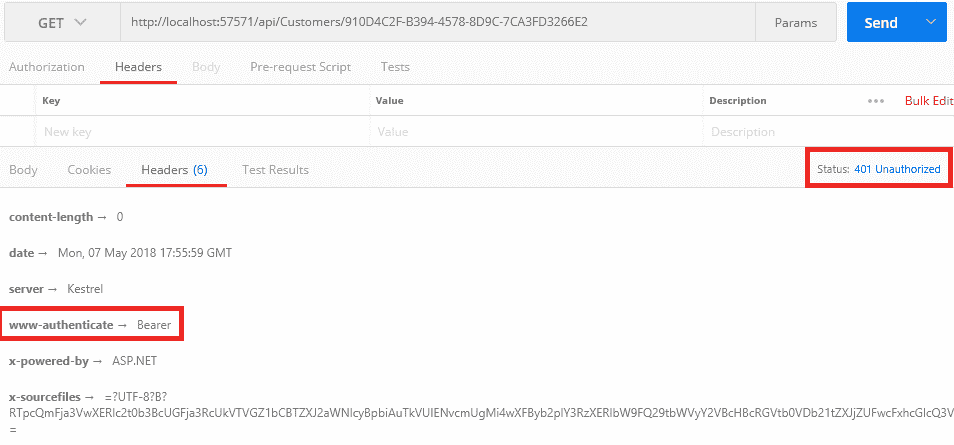 GET http://localhost:57571/api/Customers/910D4C2F-B394-4578-8D9C-7CA3FD3266E2 Params Send
Authorization Headers Body Pre-request Script Tests
Key Value Description ••• Bulk Edit
New key Value Description
Body Cookies Headers (6) Test Results Status: 401 Unauthorized
content-length → 0
date → Mon, 07 May 2018 17:55:59 GMT
server → Kestrel
www-authenticate → Bearer
x-powered-by → ASP.NET
x-sourcefiles → =?UTF-8?B?
=